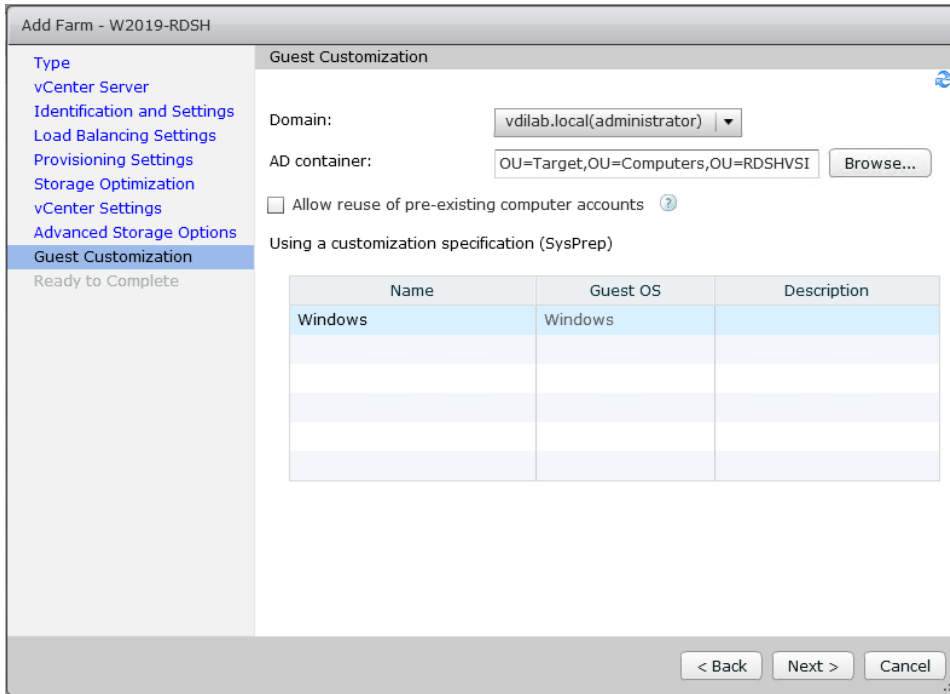 Add Farm - W2019-RDSH
Type
vCenter Server
Identification and Settings
Load Balancing Settings
Provisioning Settings
Storage Optimization
vCenter Settings
Advanced Storage Options
Guest Customization
Ready to Complete
Guest Customization
Domain: vdilab.local(administrator)
AD container: OU=Target,OU=Computers,OU=RDSHVSI Browse...
Allow reuse of pre-existing computer accounts ?
Using a customization specification (SysPrep)
Name Guest OS Description
Windows Windows
< Back Next > Cancel